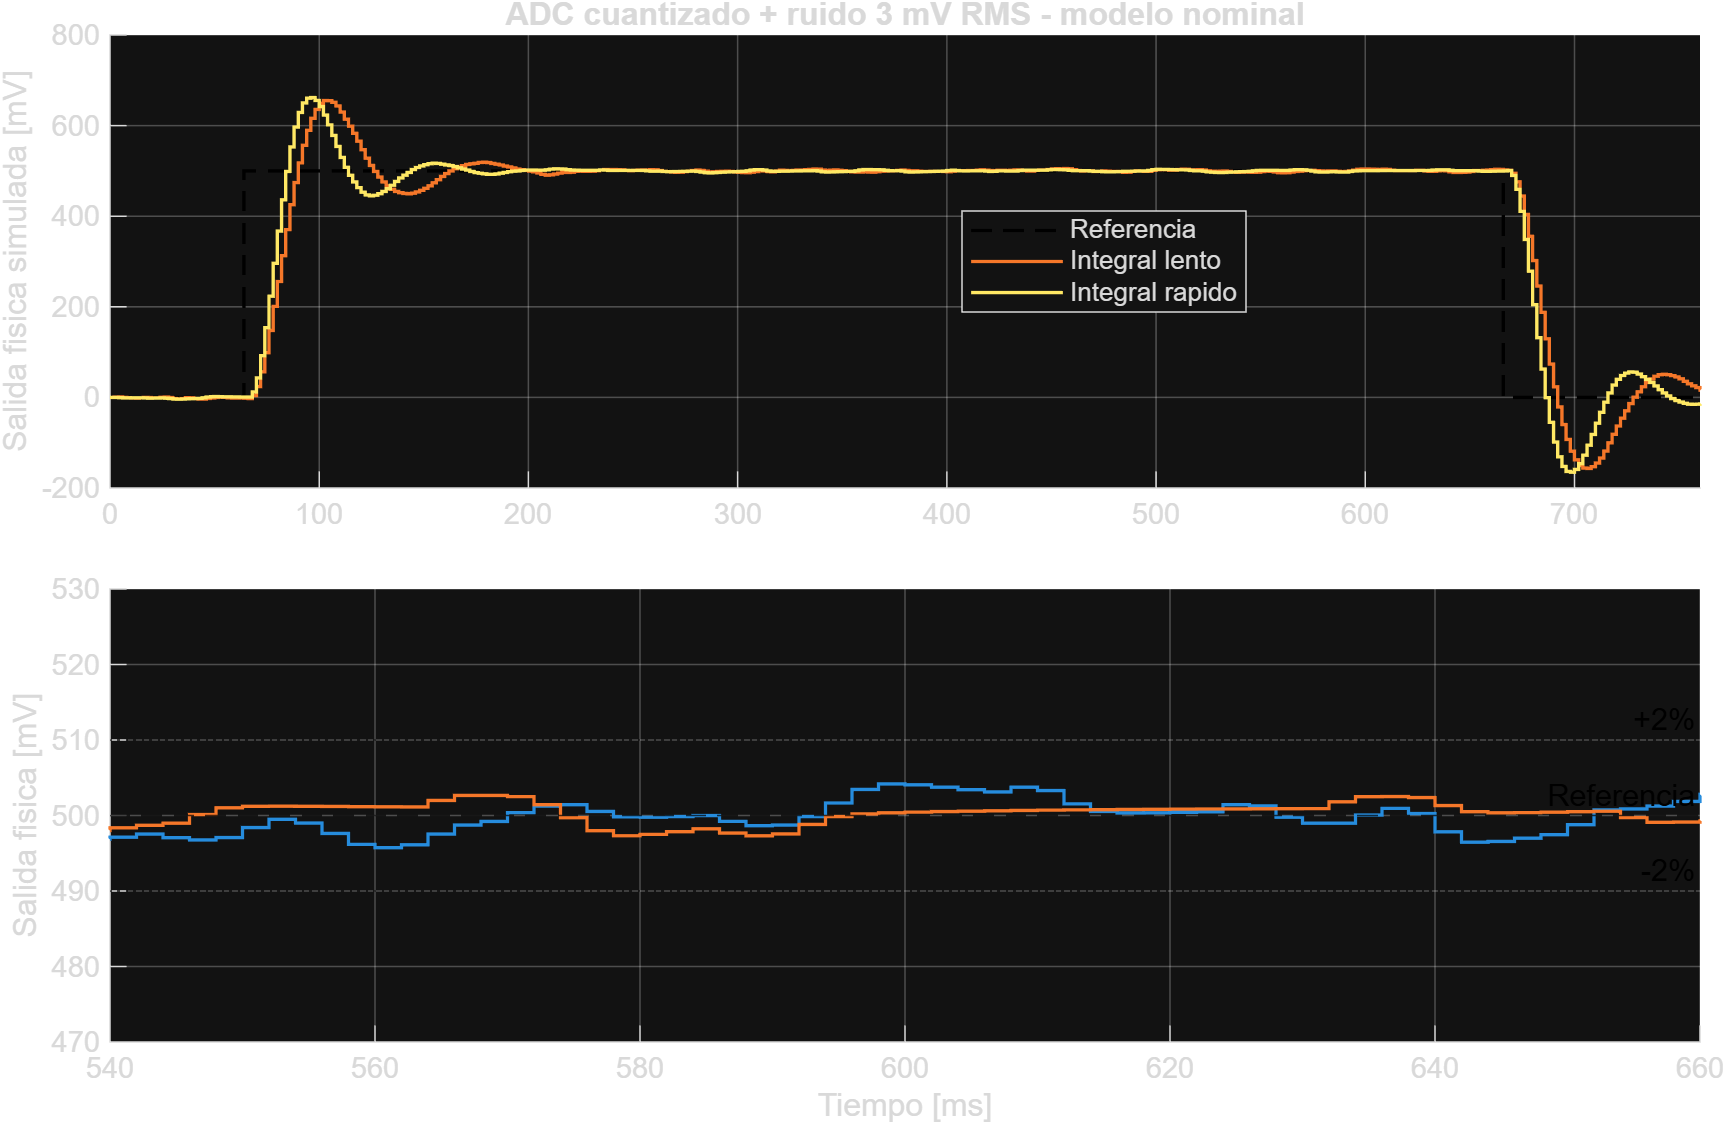 ADC cuantizado + ruido 3 mV RMS - modelo nominal
Salida fisica simulada [mV]
800
600
400
200
0
-200
0 100 200 300 400 500 600 700
Referencia
Integral lento
Integral rapido
Salida fisica [mV]
530
520
510
500
490
480
470
+2%
Referencia
-2%
540 560 580 600 620 640 660
Tiempo [ms]